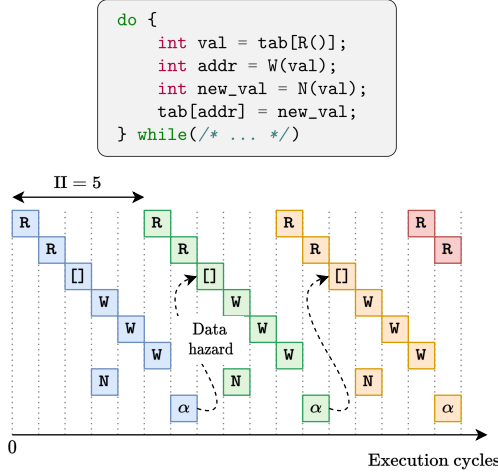 do {
int val = tab[R()];
int addr = W(val);
int new_val = N(val);
tab[addr] = new_val;
} while(/* ... */)
II = 5
R R R R
R R R R
[] [] []
W W W
W W W
Data
hazard
W W W
N N N
α α α
0
Execution cycles